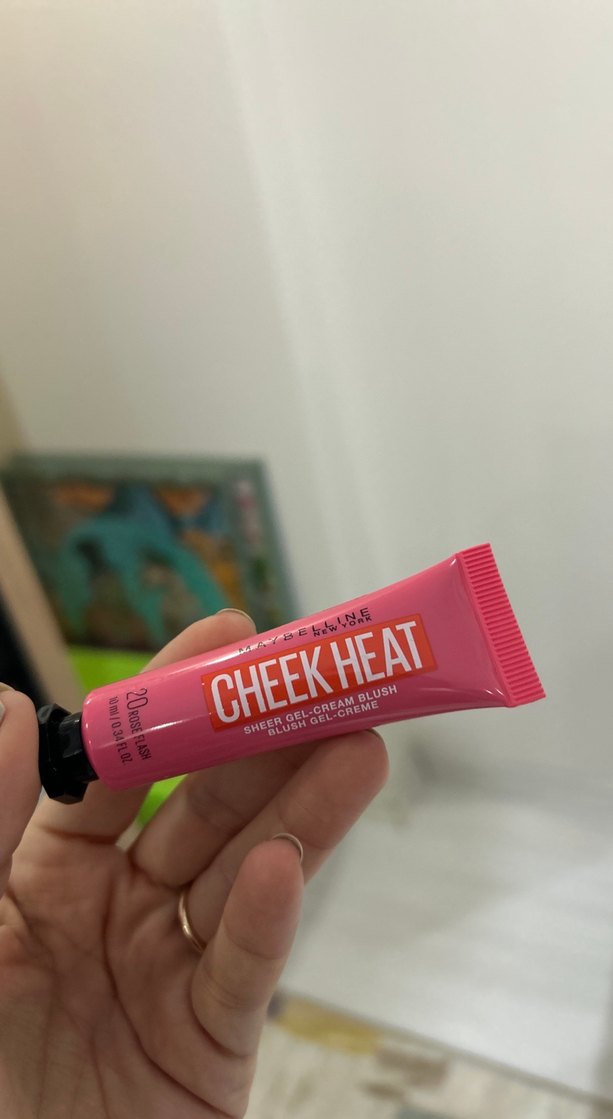 MAYBELLINE
NEW YORK
CHEEK HEAT
SHEER GEL-CREAM BLUSH
BLUSH GEL-CREME
20 ROSE FLASH
10 ml / 0.34 FL OZ.